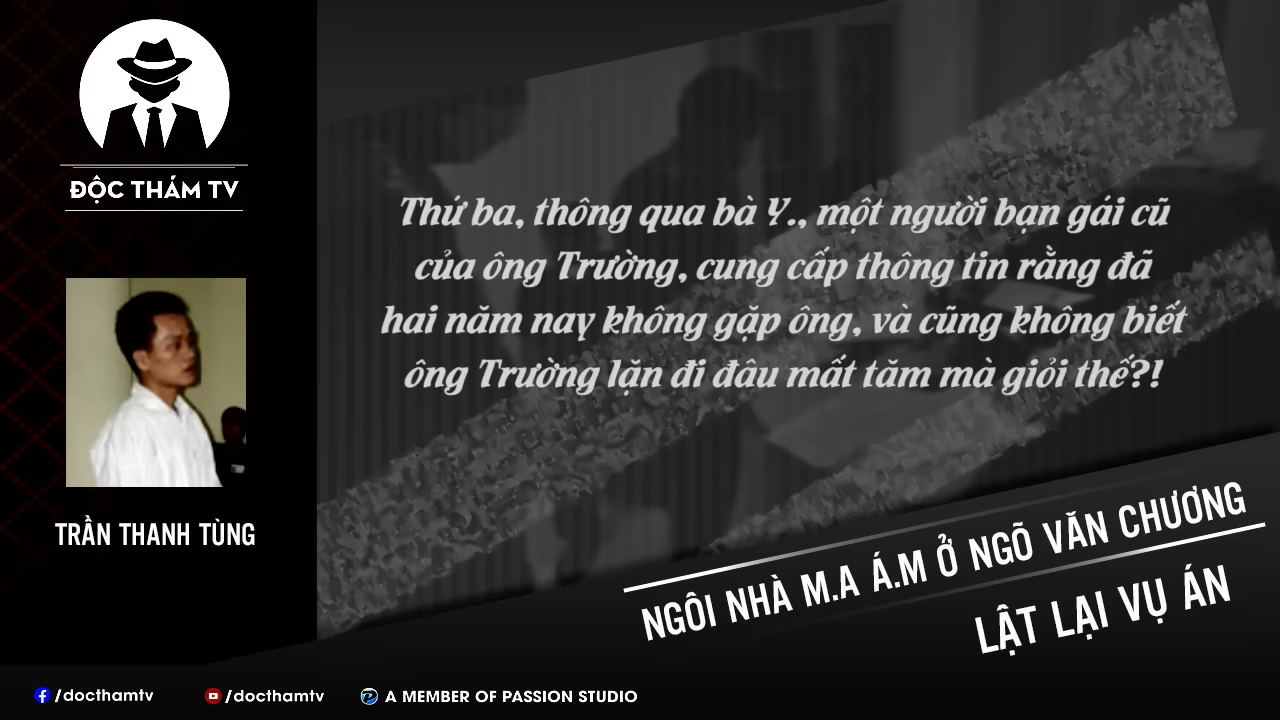 ĐỘC THÁM TV
TRẦN THANH TÙNG
Thứ ba, thông qua bà Y., một người bạn gái cũ
của ông Trường, cung cấp thông tin rằng đã
hai năm nay không gặp ông, và cũng không biết
ông Trường lặn đi đâu mất tăm mà giỏi thế?!
NGÔI NHÀ M.A Á.M Ở NGÕ VĂN CHƯƠNG
LẬT LẠI VỤ ÁN
/docthamtv
/docthamtv
A MEMBER OF PASSION STUDIO